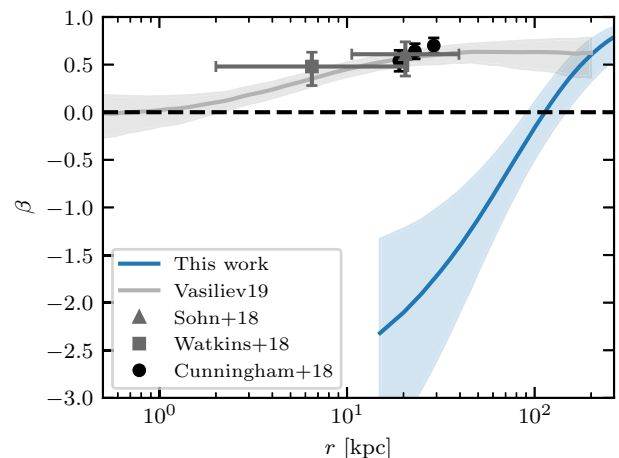 1.0
0.5
0.0
−0.5
−1.0
−1.5
−2.0
−2.5
−3.0
β
This work
Vasiliev19
Sohn+18
Watkins+18
Cunningham+18
10⁰ 10¹ 10²
r [kpc]